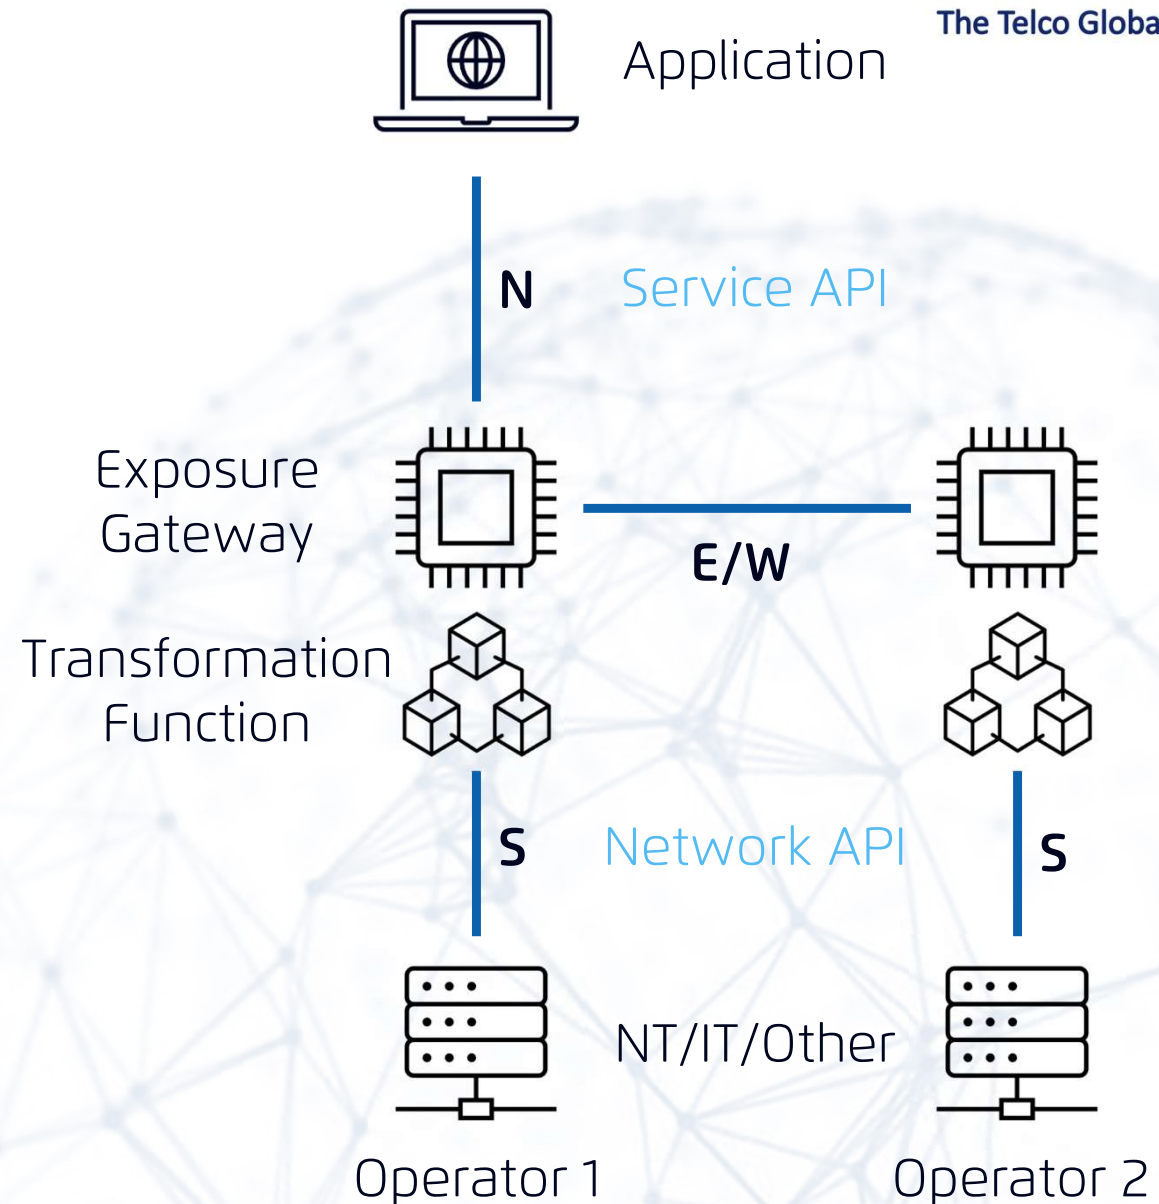 The Telco Globa
Application
N
Service API
Exposure
Gateway
E/W
Transformation
Function
S
Network API
S
NT/IT/Other
Operator 1
Operator 2